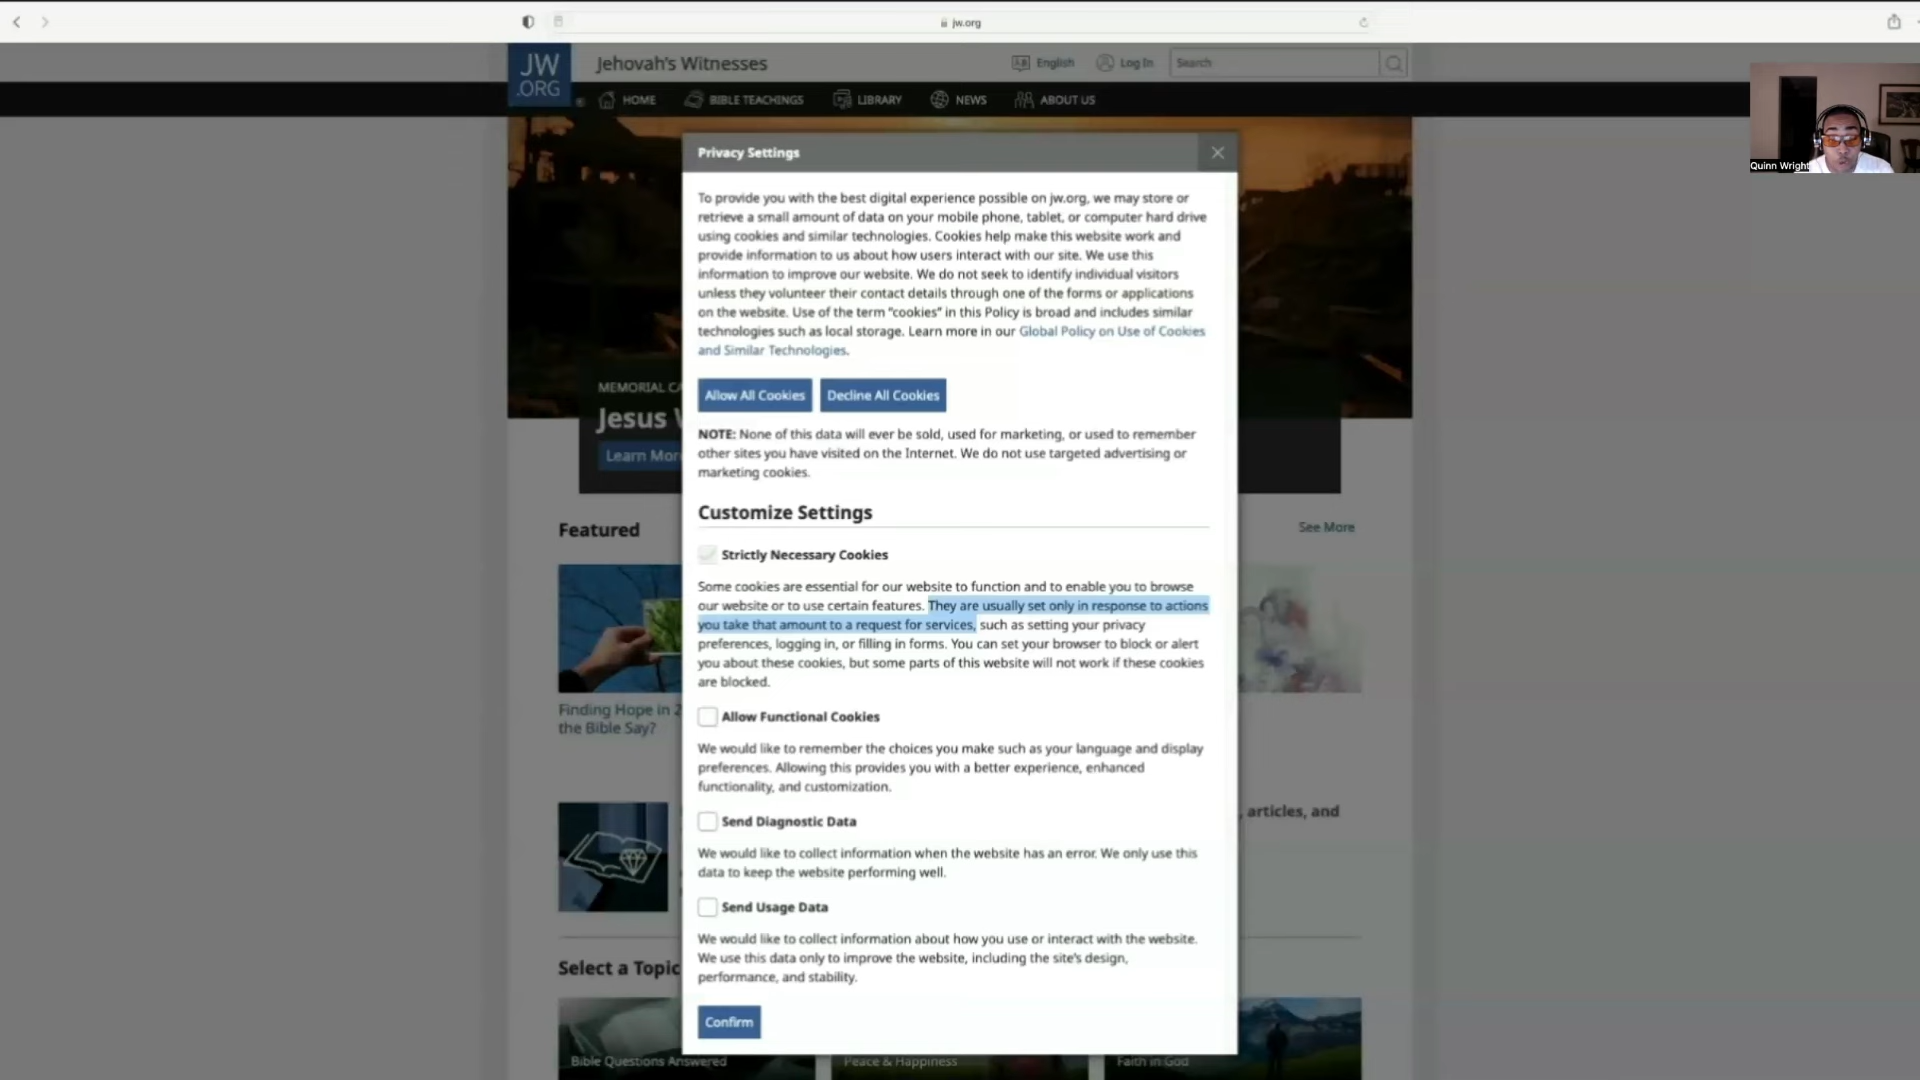 jw.org
JW
.ORG
Jehovah's Witnesses
English
Log In
Search
HOME
BIBLE TEACHINGS
LIBRARY
NEWS
ABOUT US
Quinn Wright
Privacy Settings
To provide you with the best digital experience possible on jw.org, we may store or
retrieve a small amount of data on your mobile phone, tablet, or computer hard drive
using cookies and similar technologies. Cookies help make this website work and
provide information to us about how users interact with our site. We use this
information to improve our website. We do not seek to identify individual visitors
unless they volunteer their contact details through one of the forms or applications
on the website. Use of the term "cookies" in this Policy is broad and includes similar
technologies such as local storage. Learn more in our Global Policy on Use of Cookies
and Similar Technologies.
Allow All Cookies
Decline All Cookies
NOTE: None of this data will ever be sold, used for marketing, or used to remember
other sites you have visited on the Internet. We do not use targeted advertising or
marketing cookies.
Customize Settings
Strictly Necessary Cookies
Some cookies are essential for our website to function and to enable you to browse
our website or to use certain features. They are usually set only in response to actions
you take that amount to a request for services, such as setting your privacy
preferences, logging in, or filling in forms. You can set your browser to block or alert
you about these cookies, but some parts of this website will not work if these cookies
are blocked.
Allow Functional Cookies
We would like to remember the choices you make such as your language and display
preferences. Allowing this provides you with a better experience, enhanced
functionality, and customization.
Send Diagnostic Data
We would like to collect information when the website has an error. We only use this
data to keep the website performing well.
Send Usage Data
We would like to collect information about how you use or interact with the website.
We use this data only to improve the website, including the site's design,
performance, and stability.
Confirm
MEMORIAL
Jesus
Learn More
Featured
See More
Finding Hope in
the Bible Say?
, articles, and
Select a Topic
Bible Questions Answered
Peace & Happiness
Faith in God